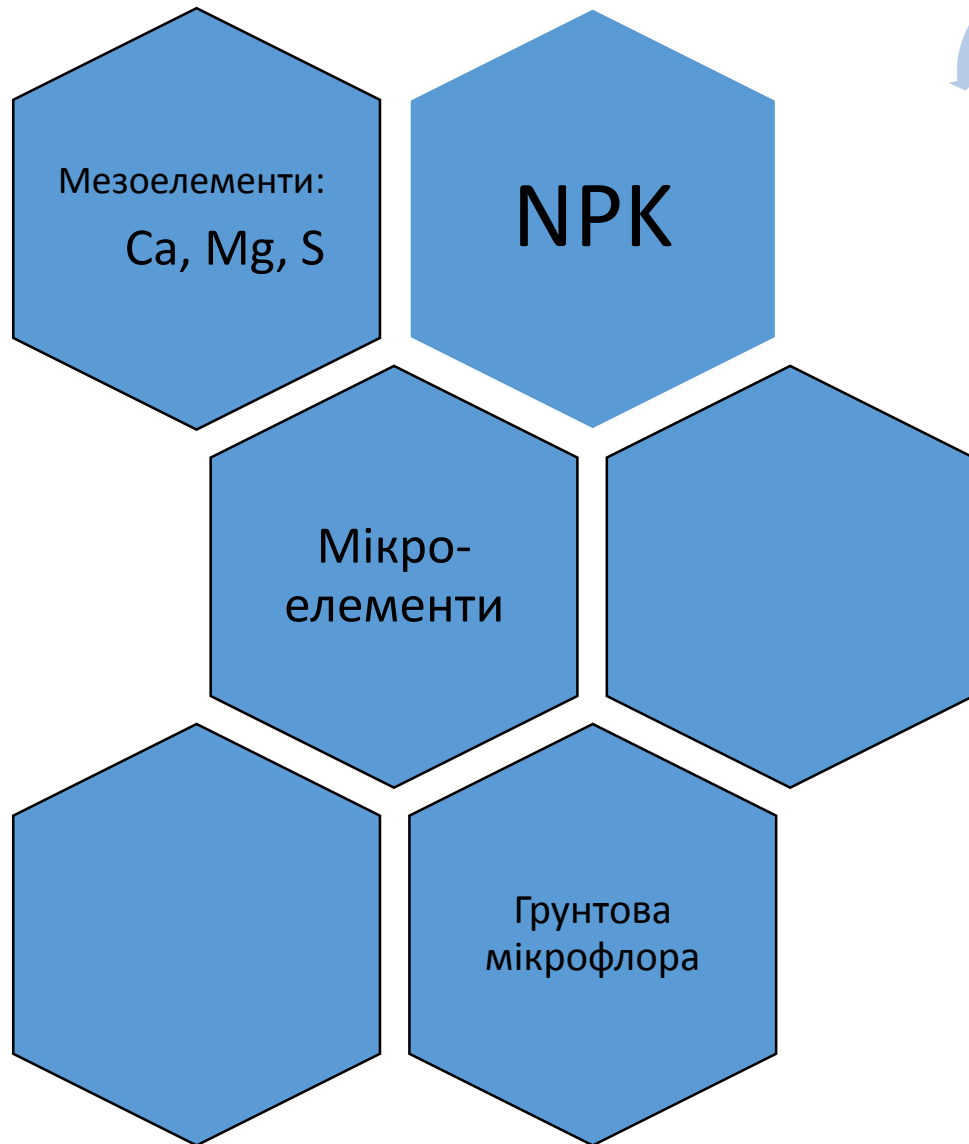 Мезоелементи:
Ca, Mg, S
NPK
Мікро-
елементи
Грунтова
мікрофлора